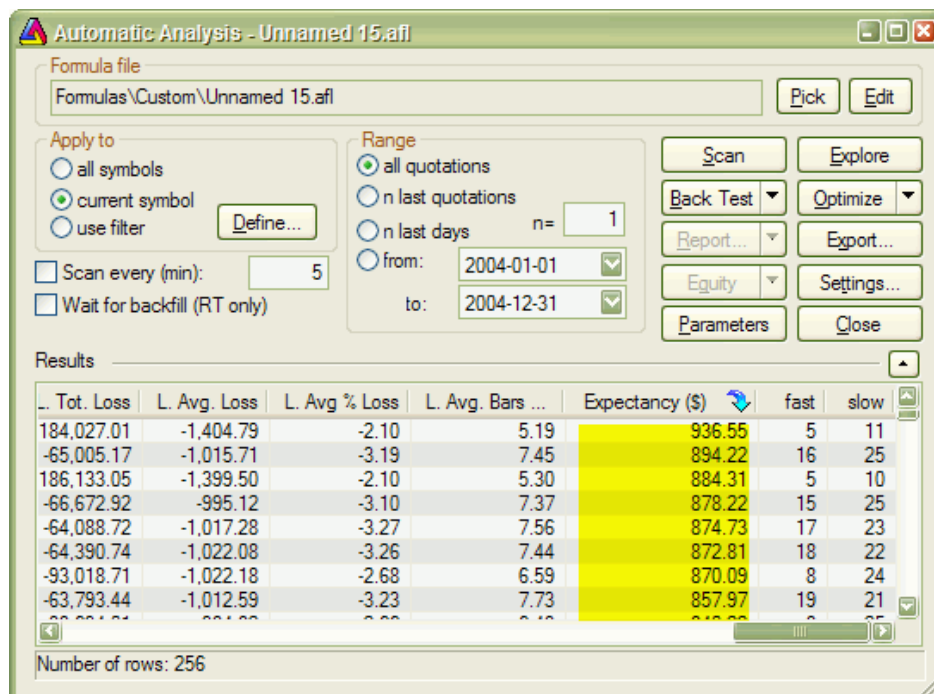 Automatic Analysis - Unnamed 15.afl
Formula file
Formulas\Custom\Unnamed 15.afl
Pick
Edit
Apply to
all symbols
current symbol
use filter
Define...
Scan every (min):
5
Wait for backfill (RT only)
Range
all quotations
n last quotations
n last days
n=
1
from:
2004-01-01
to:
2004-12-31
Scan
Explore
Back Test
Optimize
Report...
Export...
Equity
Settings...
Parameters
Close
Results
.. Tot. Loss L. Avg. Loss L. Avg % Loss L. Avg. Bars ... Expectancy ($) fast slow
184,027.01 -1,404.79 -2.10 5.19 936.55 5 11
-65,005.17 -1,015.71 -3.19 7.45 894.22 16 25
186,133.05 -1,399.50 -2.10 5.30 884.31 5 10
-66,672.92 -995.12 -3.10 7.37 878.22 15 25
-64,088.72 -1,017.28 -3.27 7.56 874.73 17 23
-64,390.74 -1,022.08 -3.26 7.44 872.81 18 22
-93,018.71 -1,022.18 -2.68 6.59 870.09 8 24
-63,793.44 -1,012.59 -3.23 7.73 857.97 19 21
Number of rows: 256